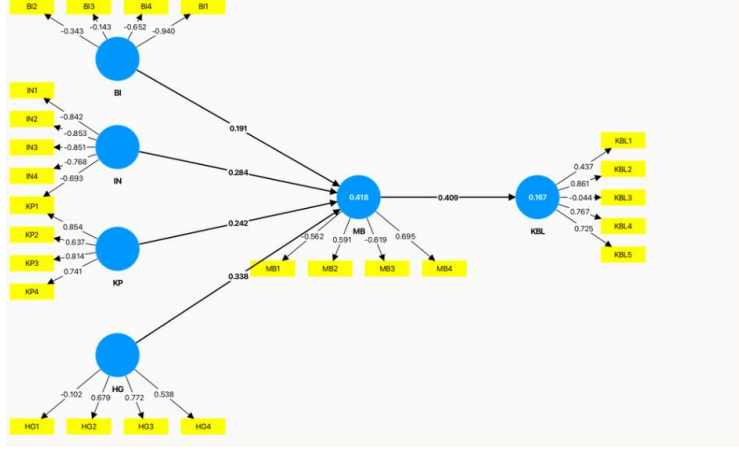 BI2 BI3 BI4 BI1
-0.343 -0.143 -0.652 -0.940
BI
IN1
IN2
IN3
IN4
KP1
-0.842
-0.853
-0.851
-0.768
-0.693
IN
KP2
KP3
KP4
0.854
0.637
0.814
0.741
KP
0.191
0.284
0.242
0.338
0.418
MB
-0.562 0.591 -0.619 0.695
MB1 MB2 MB3 MB4
0.409
0.167
KBL
0.437
0.861
-0.044
0.767
0.725
KBL1
KBL2
KBL3
KBL4
KBL5
HG
-0.102 0.679 0.772 0.538
HG1 HG2 HG3 HG4